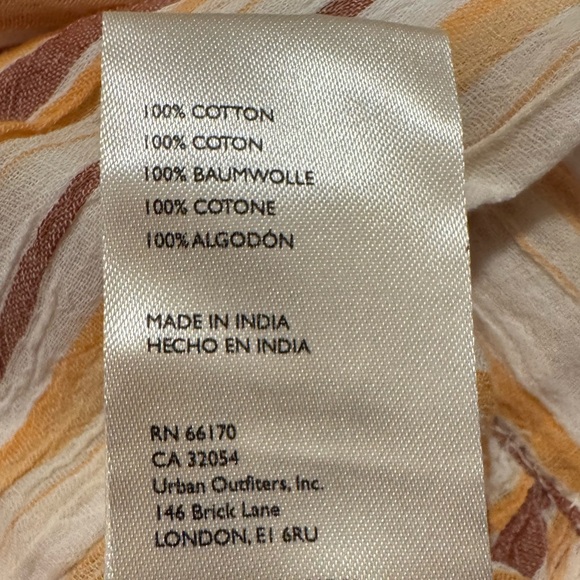 100% COTTON
100% COTON
100% BAUMWOLLE
100% COTONE
100% ALGODÓN
MADE IN INDIA
HECHO EN INDIA
RN 66170
CA 32054
Urban Outfiters, Inc.
146 Brick Lane
LONDON, E1 6RU